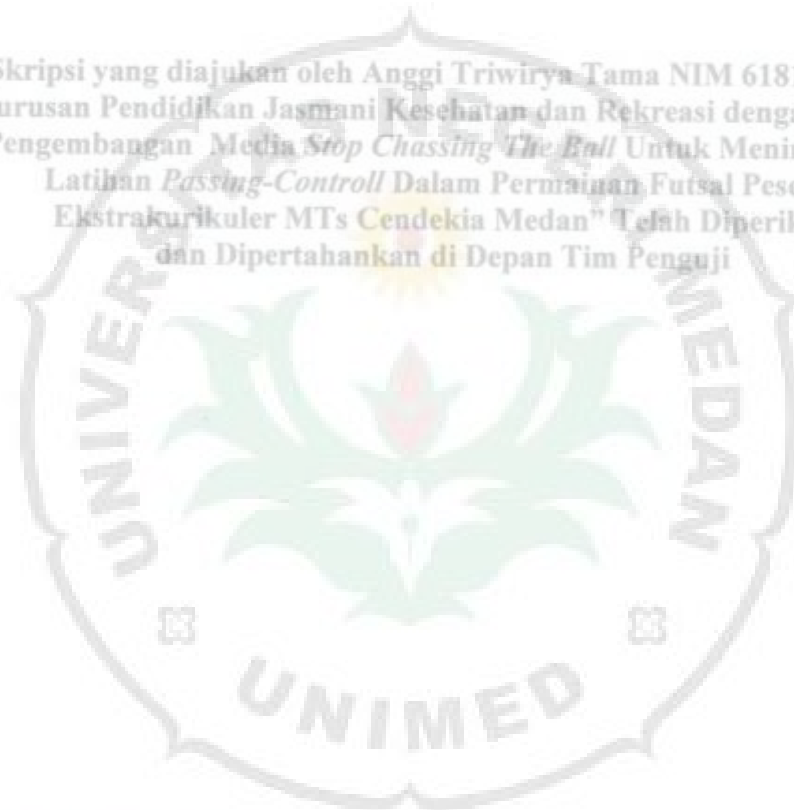 Skripsi yang diajukan oleh Anggi Triwirya Tama NIM 6181
urusan Pendidikan Jasmani Kesehatan dan Rekreasi denga
Pengembangan Media Stop Chassing The Ball Untuk Menin
Latihan Passing-Controll Dalam Permainan Futsal Pese
Ekstrakurikuler MTs Cendekia Medan” Telah Diperik
dan Dipertahankan di Depan Tim Penguji
UNIVERSITAS NEGERI MEDAN
UNIMED